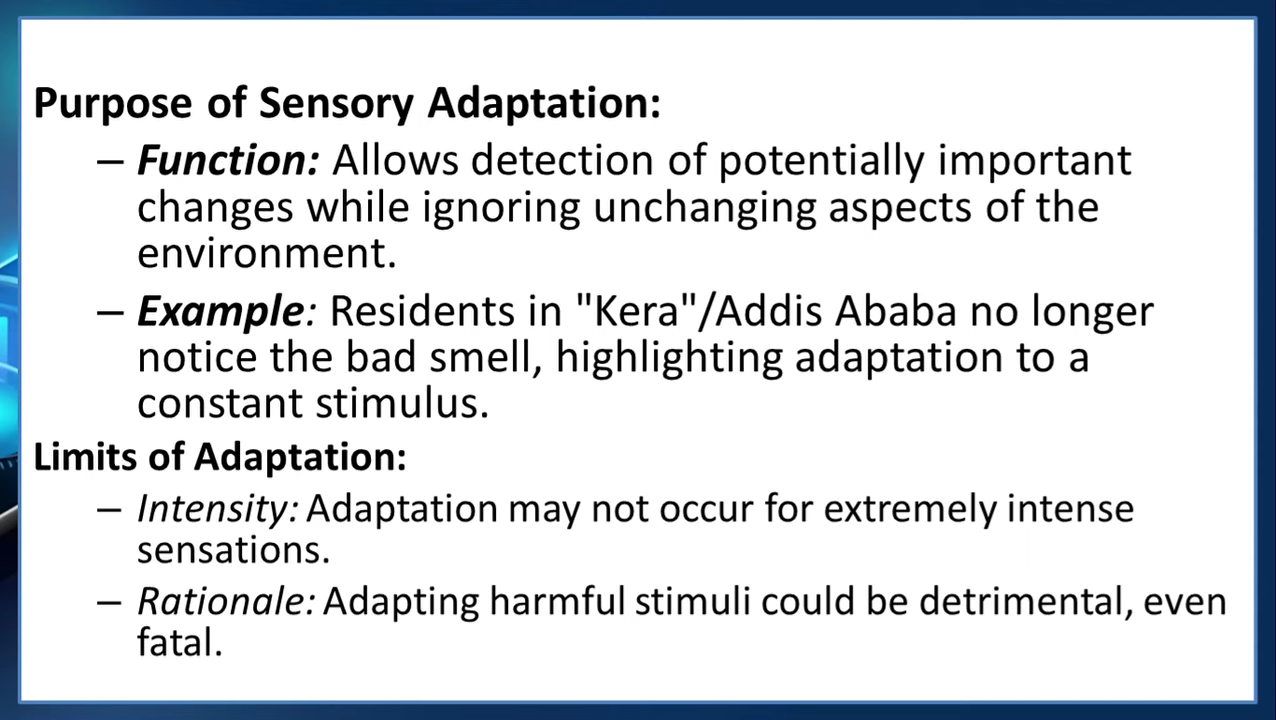 Purpose of Sensory Adaptation:
– Function: Allows detection of potentially important
changes while ignoring unchanging aspects of the
environment.
– Example: Residents in "Kera"/Addis Ababa no longer
notice the bad smell, highlighting adaptation to a
constant stimulus.
Limits of Adaptation:
– Intensity: Adaptation may not occur for extremely intense
sensations.
– Rationale: Adapting harmful stimuli could be detrimental, even
fatal.